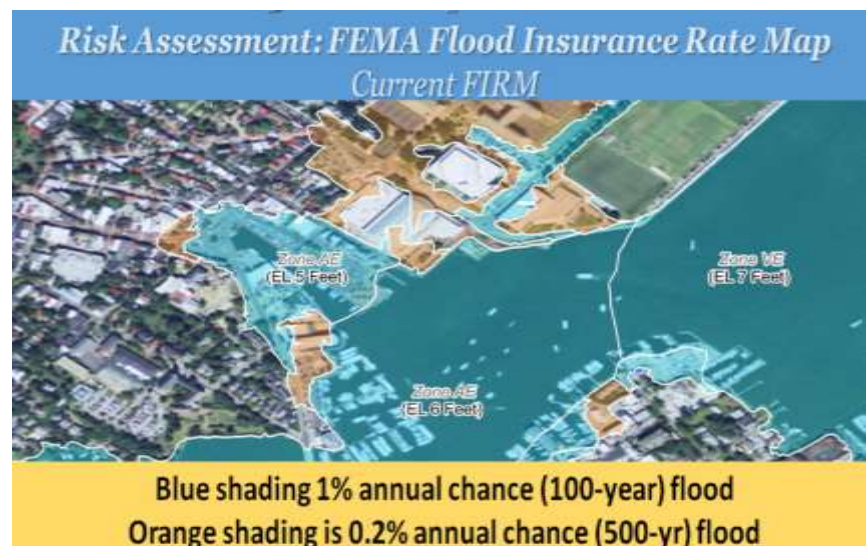 Risk Assessment: FEMA Flood Insurance Rate Map
Current FIRM
Zone AE
(EL 5 Feet)
Zone VE
(EL 7 Feet)
Zone AE
(EL 6 Feet)
Blue shading 1% annual chance (100-year) flood
Orange shading is 0.2% annual chance (500-yr) flood